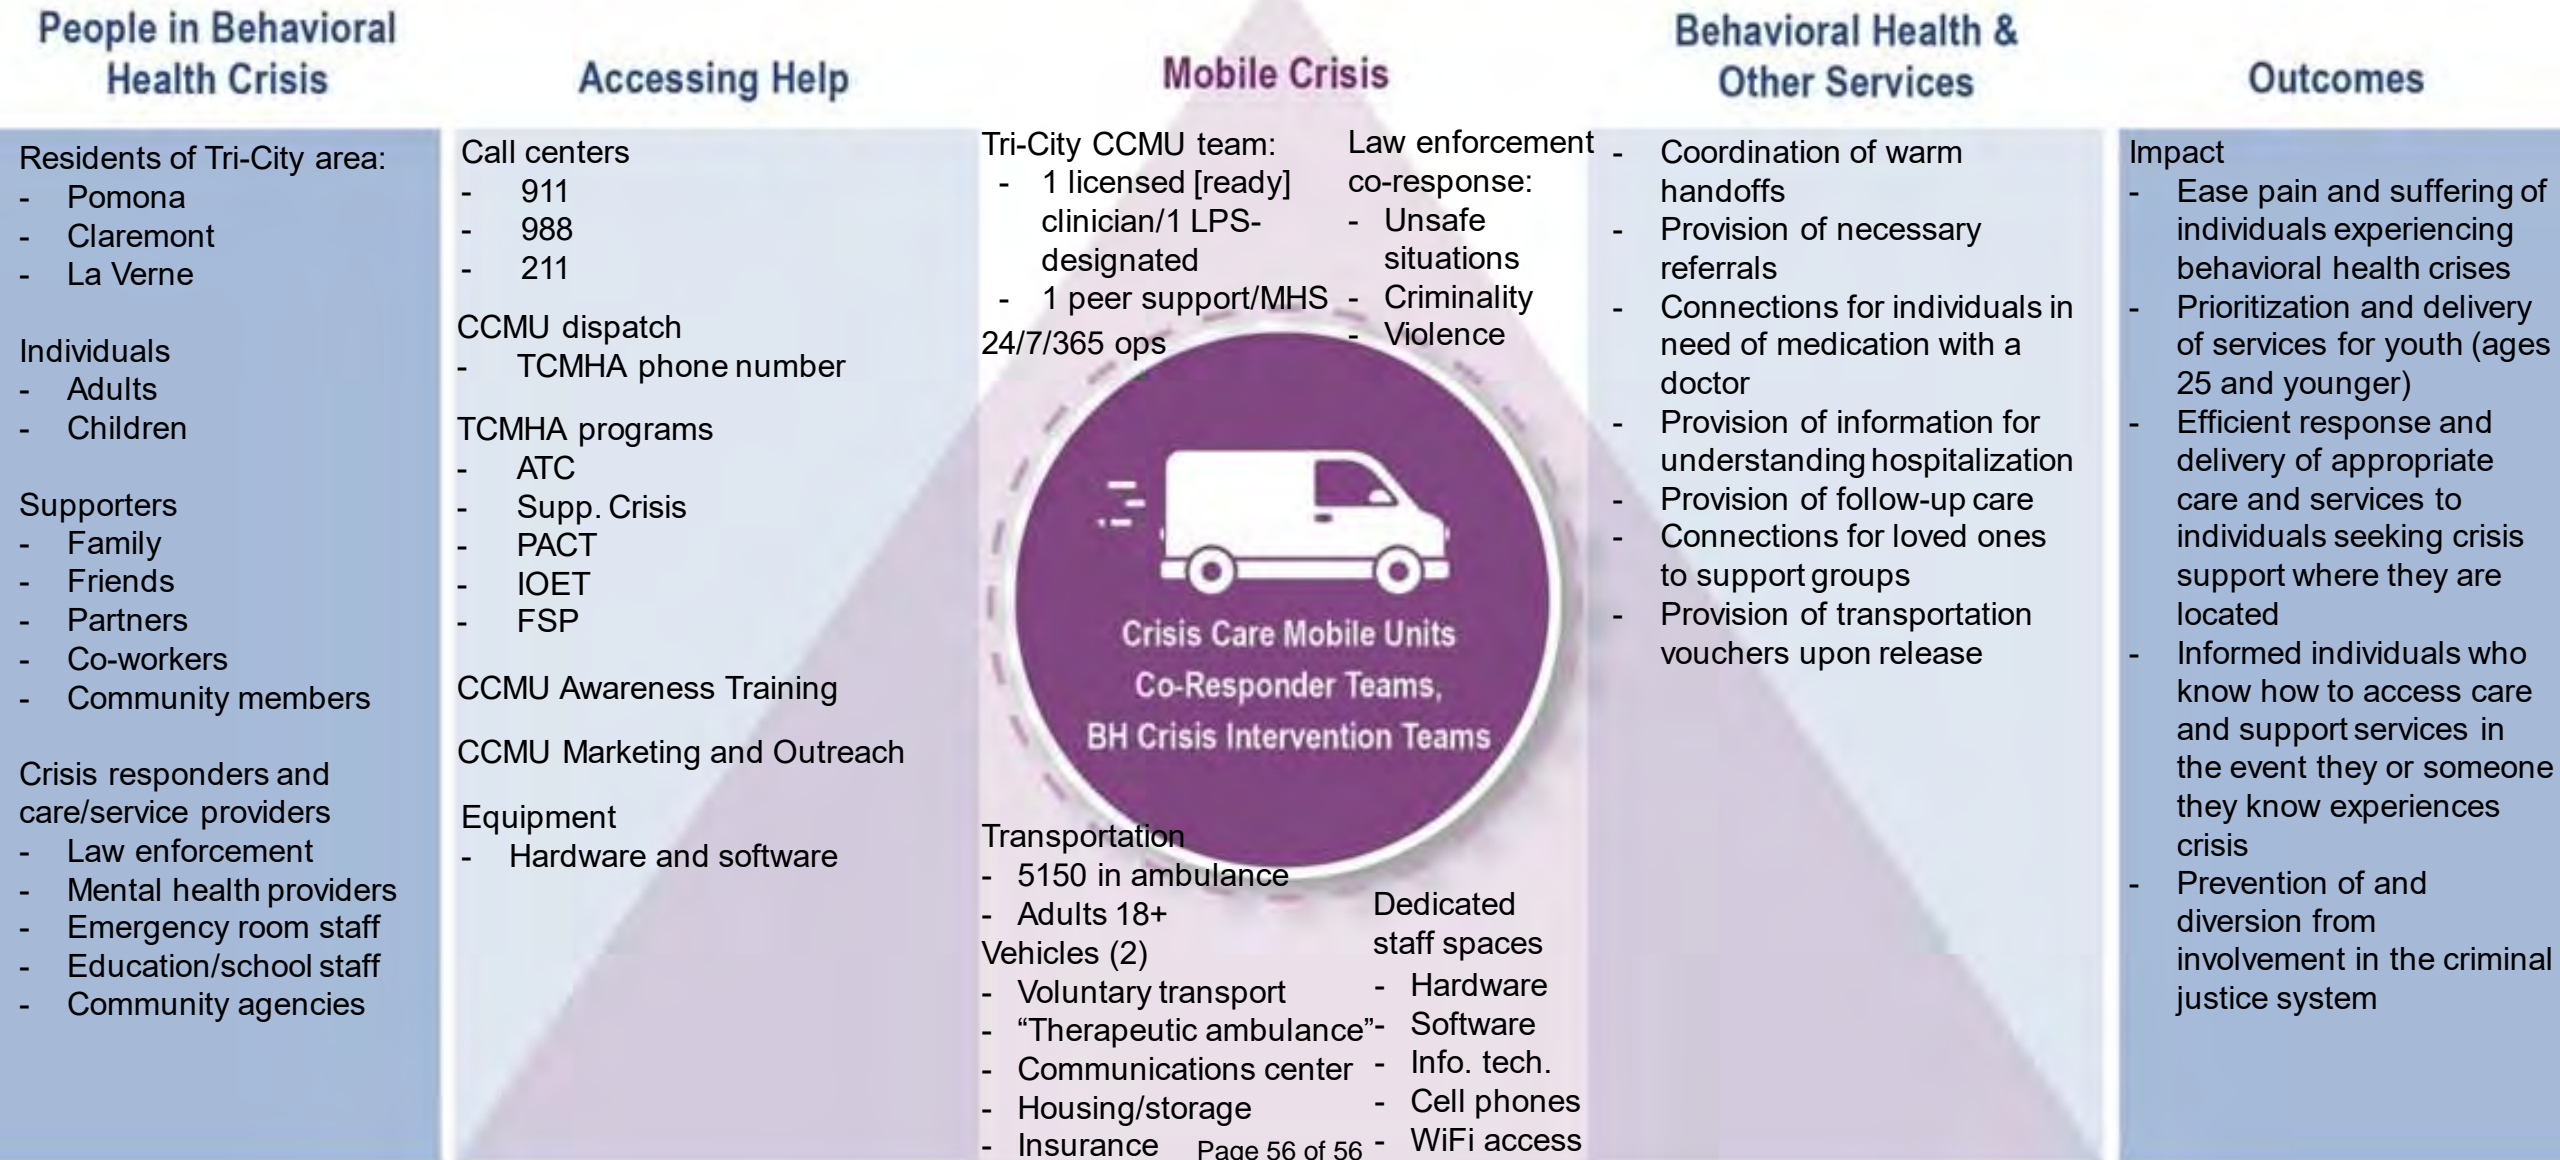 People in Behavioral
Health Crisis
Residents of Tri-City area:
- Pomona
- Claremont
- La Verne
Individuals
- Adults
- Children
Supporters
- Family
- Friends
- Partners
- Co-workers
- Community members
Crisis responders and
care/service providers
- Law enforcement
- Mental health providers
- Emergency room staff
- Education/school staff
- Community agencies
Accessing Help
Call centers
- 911
- 988
- 211
CCMU dispatch
- TCMHA phone number
TCMHA programs
- ATC
- Supp. Crisis
- PACT
- IOET
- FSP
CCMU Awareness Training
CCMU Marketing and Outreach
Equipment
- Hardware and software
Mobile Crisis
Tri-City CCMU team:
- 1 licensed [ready]
clinician/1 LPS-
designated
- 1 peer support/MHS
24/7/365 ops
Law enforcement
co-response:
- Unsafe
situations
- Criminality
- Violence
Crisis Care Mobile Units
Co-Responder Teams,
BH Crisis Intervention Teams
Transportation
- 5150 in ambulance
- Adults 18+
Vehicles (2)
- Voluntary transport
- “Therapeutic ambulance”
- Communications center
- Housing/storage
- Insurance
Dedicated
staff spaces
- Hardware
- Software
- Info. tech.
- Cell phones
- WiFi access
Page 56 of 56
Behavioral Health &
Other Services
- Coordination of warm
handoffs
- Provision of necessary
referrals
- Connections for individuals in
need of medication with a
doctor
- Provision of information for
understanding hospitalization
- Provision of follow-up care
- Connections for loved ones
to support groups
- Provision of transportation
vouchers upon release
Outcomes
Impact
- Ease pain and suffering of
individuals experiencing
behavioral health crises
- Prioritization and delivery
of services for youth (ages
25 and younger)
- Efficient response and
delivery of appropriate
care and services to
individuals seeking crisis
support where they are
located
- Informed individuals who
know how to access care
and support services in
the event they or someone
they know experiences
crisis
- Prevention of and
diversion from
involvement in the criminal
justice system